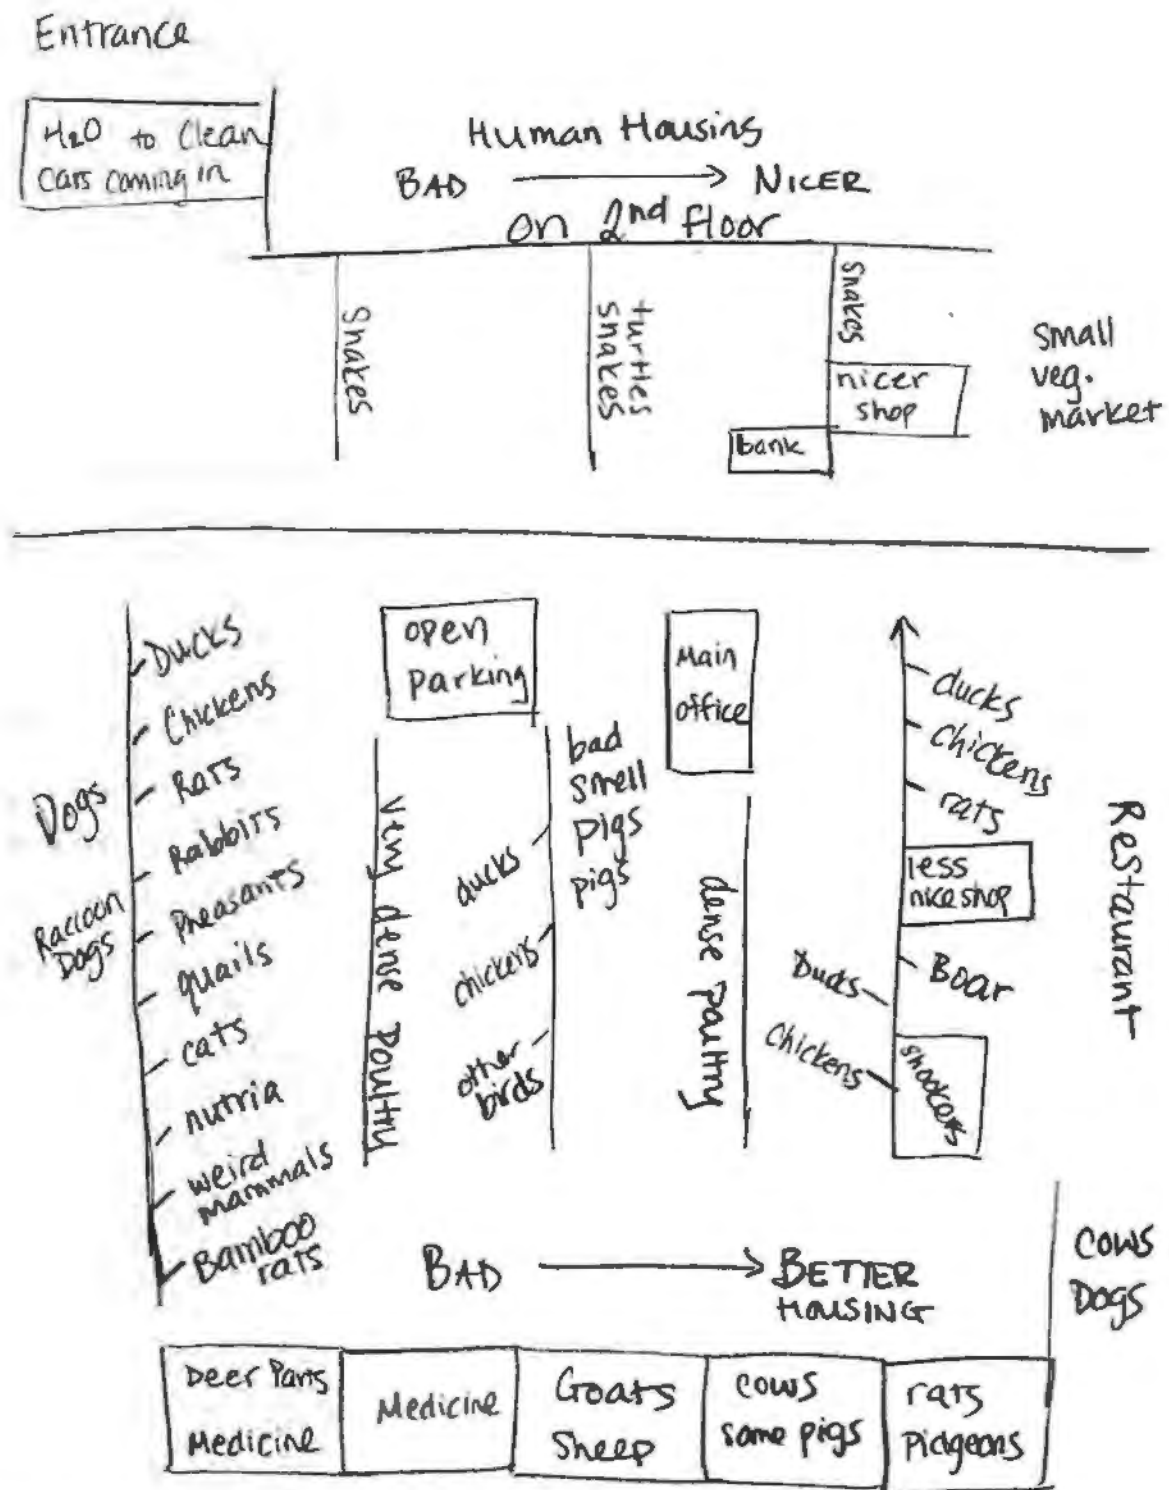 Entrance
H₂O to Clean
Cars coming in
Human Housing
BAD → NICER
on 2nd floor
Snakes
turtles
snakes
Snakes
nicer
shop
bank
small
veg.
market
Dogs
Raccoon
Dogs
Ducks
Chickens
Rats
Rabbits
Pheasants
quails
cats
nutria
weird
mammals
Bamboo
rats
open
Parking
Very dense Poultry
ducks
chickens
other
birds
bad
smell
pigs
pigs
Main
office
dense Poultry
ducks
chickens
rats
less
nice shop
Boar
Ducks
Chickens
Restaurant
BAD → BETTER
HOUSING
COWS
DOGS
Deer Parts
Medicine
Medicine
Goats
Sheep
COWS
some pigs
rats
Pidgeons